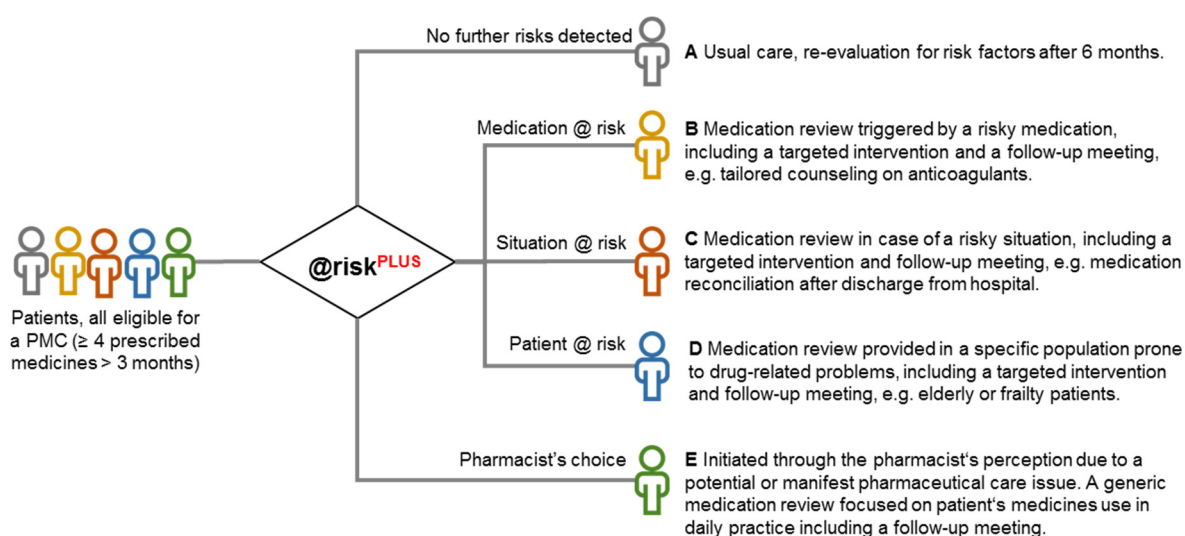 No further risks detected
A Usual care, re-evaluation for risk factors after 6 months.
Medication @ risk
B Medication review triggered by a risky medication,
including a targeted intervention and a follow-up meeting,
e.g. tailored counseling on anticoagulants.
Situation @ risk
C Medication review in case of a risky situation, including a
targeted intervention and follow-up meeting, e.g. medication
reconciliation after discharge from hospital.
@riskPLUS
Patients, all eligible for
a PMC (≥ 4 prescribed
medicines > 3 months)
Patient @ risk
D Medication review provided in a specific population prone
to drug-related problems, including a targeted intervention
and follow-up meeting, e.g. elderly or frailty patients.
Pharmacist's choice
E Initiated through the pharmacist‘s perception due to a
potential or manifest pharmaceutical care issue. A generic
medication review focused on patient‘s medicines use in
daily practice including a follow-up meeting.